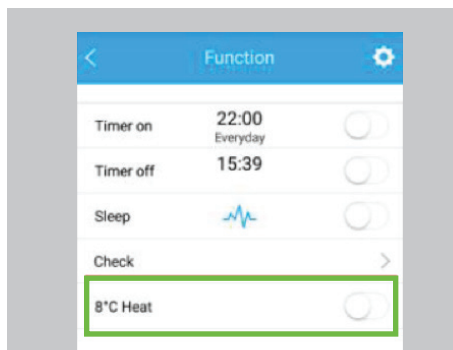 Function
Timer on 22:00
Everyday
Timer off 15:39
Sleep
Check
8°C Heat